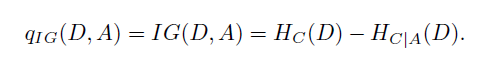 q_{IG}(D, A) = IG(D, A) = H_C(D) − H_{C|A}(D).